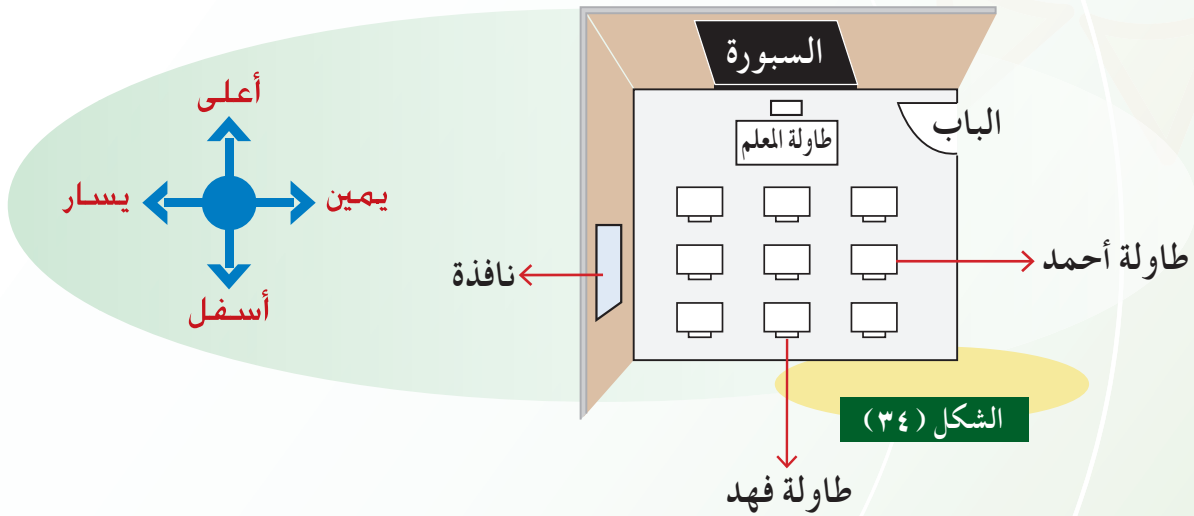 السبورة
أعلى
الباب
طاولة المعلم
يمين
يسار
طاولة أحمد
نافذة
أسفل
الشكل (٣٤)
طاولة فهد